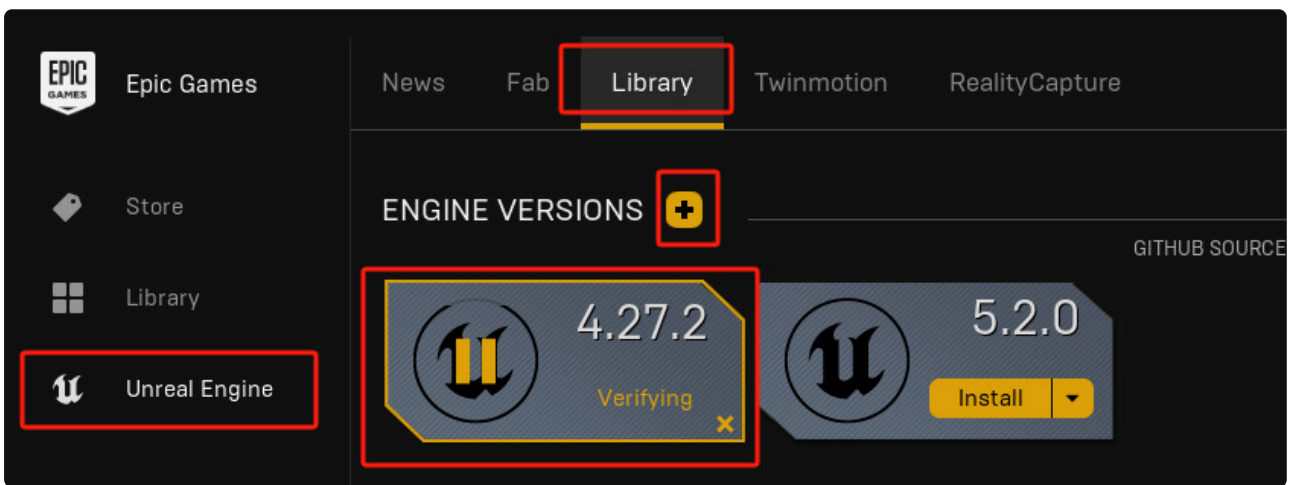 EPIC
GAMES
Epic Games
News
Fab
Library
Twinmotion
RealityCapture
Store
Library
Unreal Engine
ENGINE VERSIONS
GITHUB SOURCE
4.27.2
Verifying
5.2.0
Install